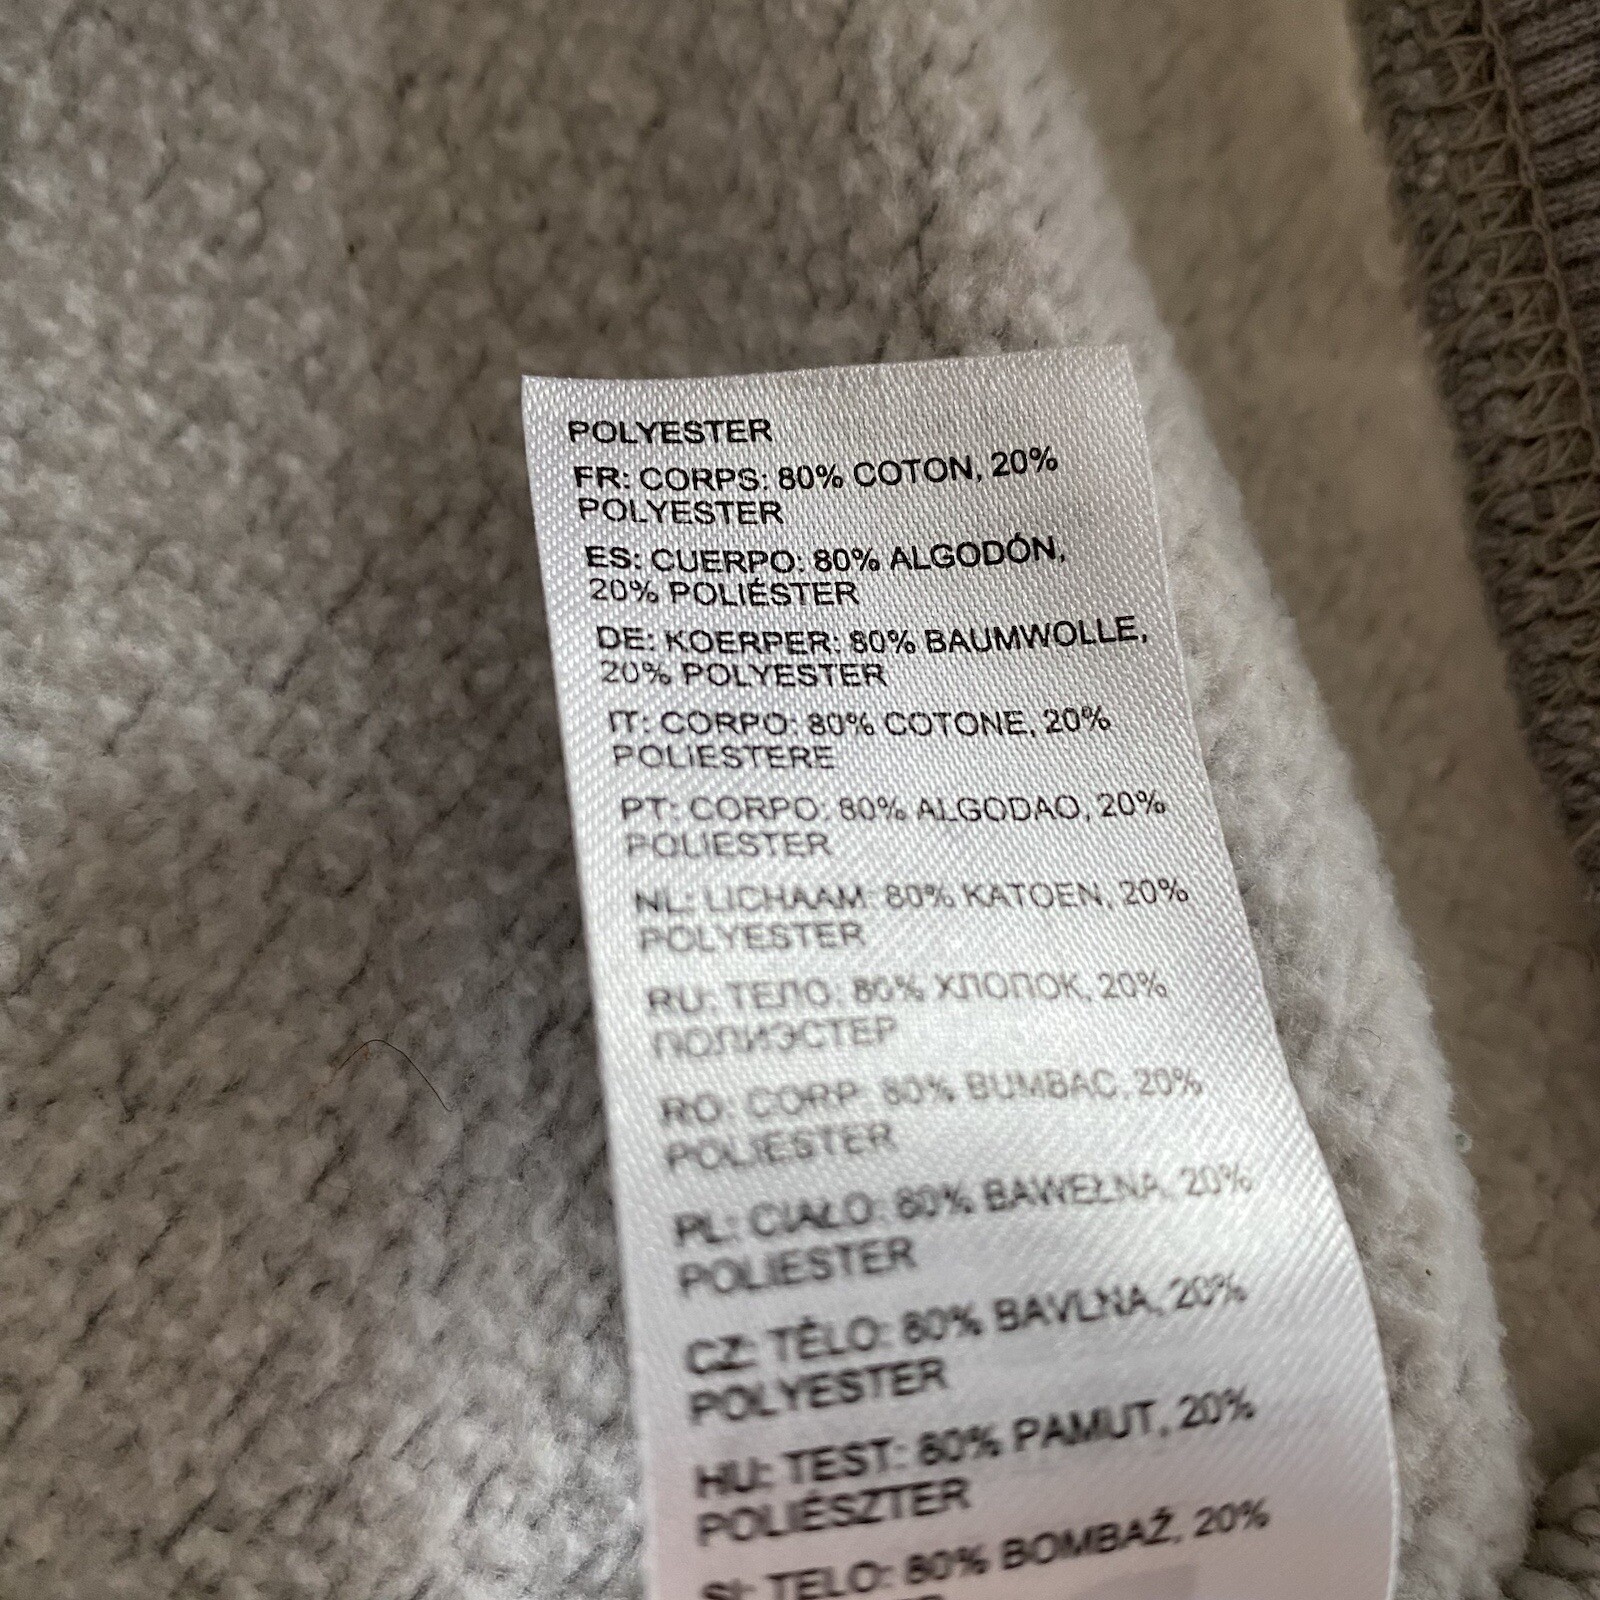 POLYESTER
FR: CORPS: 80% COTON, 20%
POLYESTER
ES: CUERPO: 80% ALGODÓN,
20% POLIÉSTER
DE: KOERPER: 80% BAUMWOLLE,
20% POLYESTER
IT: CORPO: 80% COTONE, 20%
POLIESTERE
PT: CORPO: 80% ALGODAO, 20%
POLIESTER
NL: LICHAAM: 80% KATOEN, 20%
POLYESTER
RU: ТЕЛО: 80% ХЛОПОК, 20%
ПОЛИЭСТЕР
RO: CORP: 80% BUMBAC, 20%
POLIESTER
PL: CIAŁO: 80% BAWEŁNA, 20%
POLIESTER
CZ: TĚLO: 80% BAVLNA, 20%
POLYESTER
HU: TEST: 80% PAMUT, 20%
POLIÉSZTER
SI: TELO: 80% BOMBAŽ, 20%